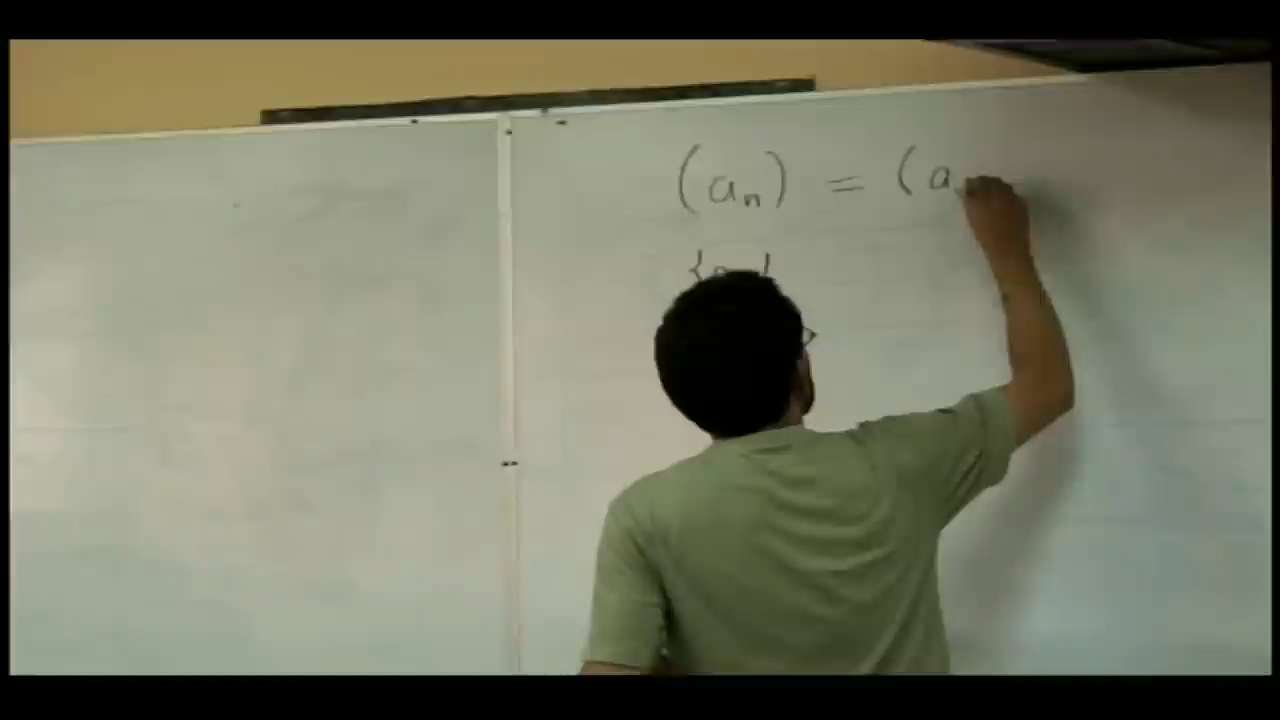 (aₙ) = (a
{a }